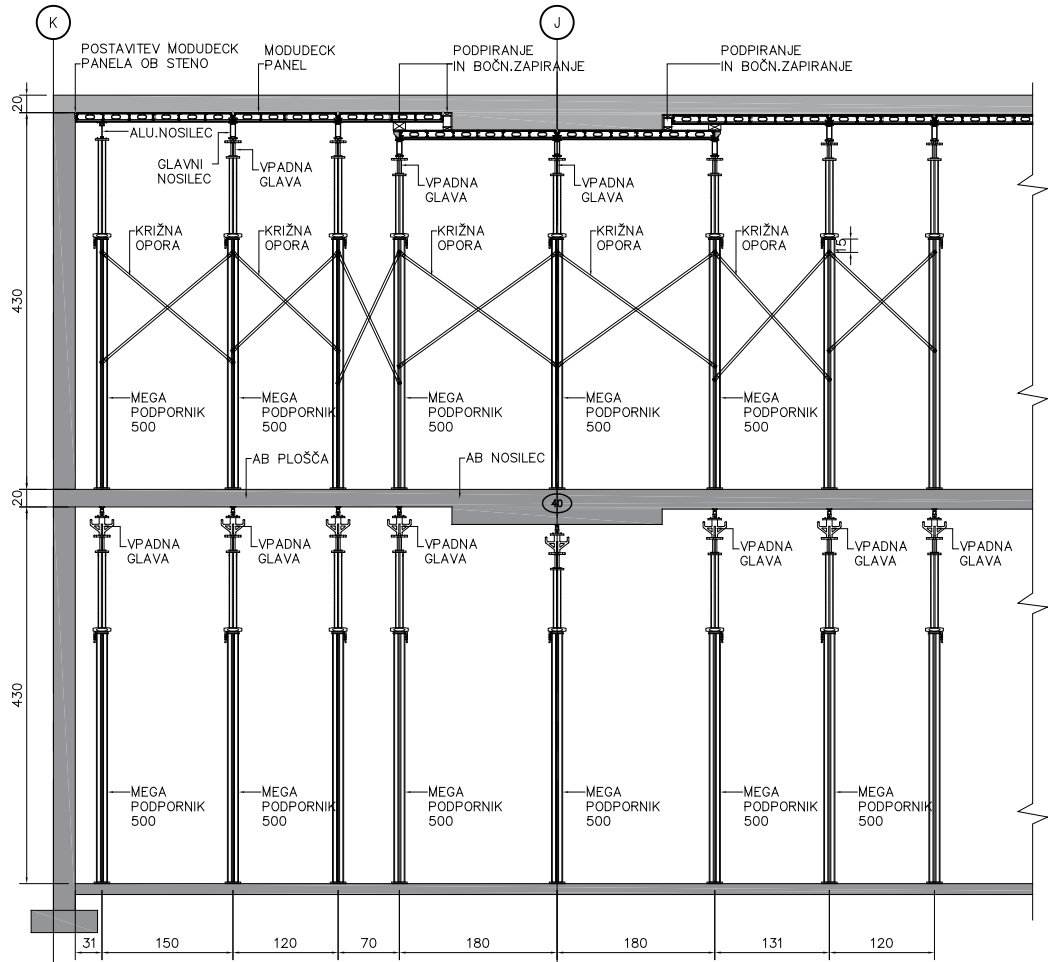 K
J
POSTAVITEV MODUDECK
PANELA OB STENO
MODUDECK
PANEL
PODPIRANJE
IN BOČN.ZAPIRANJE
PODPIRANJE
IN BOČN.ZAPIRANJE
20
ALU.NOSILEC
GLAVNI
NOSILEC
VPADNA
GLAVA
VPADNA
GLAVA
VPADNA
GLAVA
KRIŽNA
OPORA
KRIŽNA
OPORA
KRIŽNA
OPORA
KRIŽNA
OPORA
KRIŽNA
OPORA
15
430
MEGA
PODPORNIK
500
MEGA
PODPORNIK
500
MEGA
PODPORNIK
500
MEGA
PODPORNIK
500
MEGA
PODPORNIK
500
AB PLOŠČA
AB NOSILEC
20
40
VPADNA
GLAVA
VPADNA
GLAVA
VPADNA
GLAVA
VPADNA
GLAVA
VPADNA
GLAVA
VPADNA
GLAVA
430
MEGA
PODPORNIK
500
MEGA
PODPORNIK
500
MEGA
PODPORNIK
500
MEGA
PODPORNIK
500
MEGA
PODPORNIK
500
MEGA
PODPORNIK
500
31
150
120
70
180
180
131
120